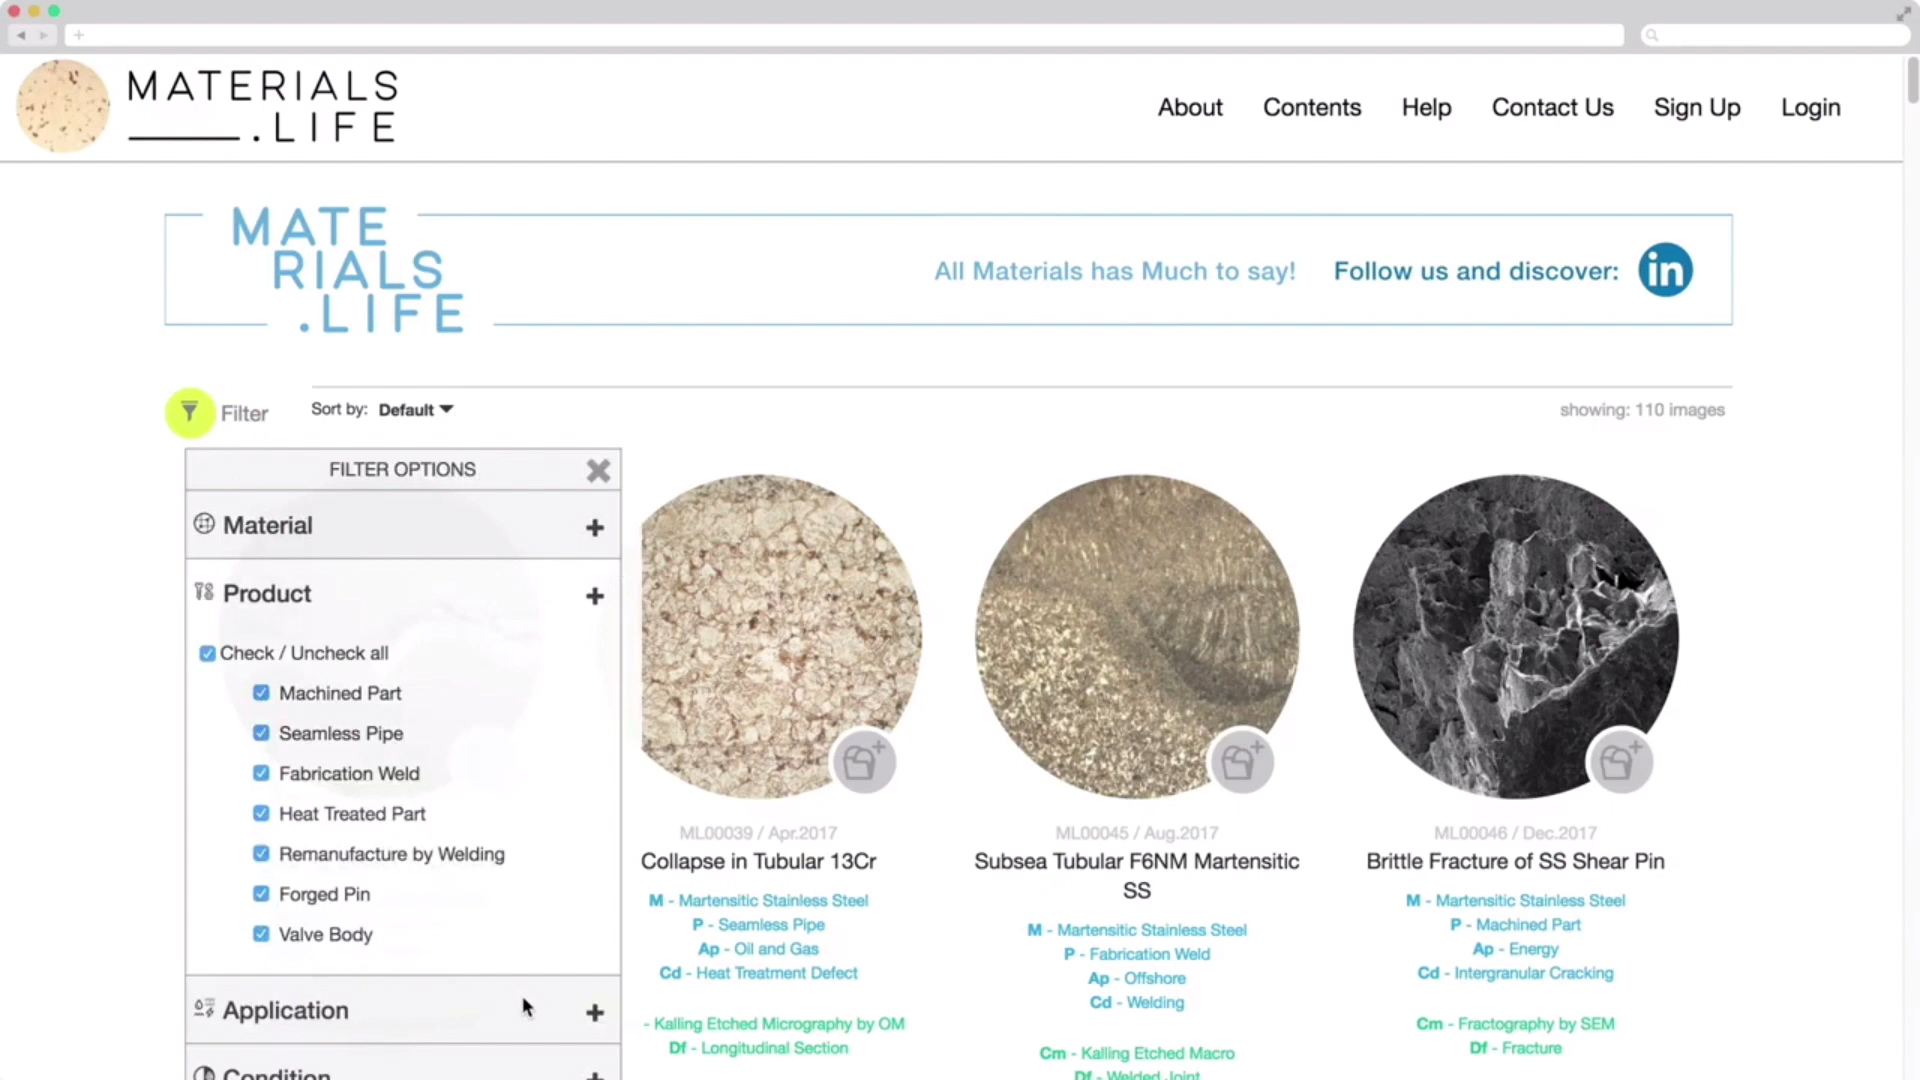 MATERIALS
.LIFE
About Contents Help Contact Us Sign Up Login
MATE
RIALS
.LIFE
All Materials has Much to say! Follow us and discover: in
Filter
Sort by: Default
showing: 110 images
FILTER OPTIONS
Material
Product
Check / Uncheck all
Machined Part
Seamless Pipe
Fabrication Weld
Heat Treated Part
Remanufacture by Welding
Forged Pin
Valve Body
Application
Condition
ML00039 / Apr.2017
Collapse in Tubular 13Cr
M - Martensitic Stainless Steel
P - Seamless Pipe
Ap - Oil and Gas
Cd - Heat Treatment Defect
- Kalling Etched Micrography by OM
Df - Longitudinal Section
ML00045 / Aug.2017
Subsea Tubular F6NM Martensitic
SS
M - Martensitic Stainless Steel
P - Fabrication Weld
Ap - Offshore
Cd - Welding
Cm - Kalling Etched Macro
Df - Welded Joint
ML00046 / Dec.2017
Brittle Fracture of SS Shear Pin
M - Martensitic Stainless Steel
P - Machined Part
Ap - Energy
Cd - Intergranular Cracking
Cm - Fractography by SEM
Df - Fracture